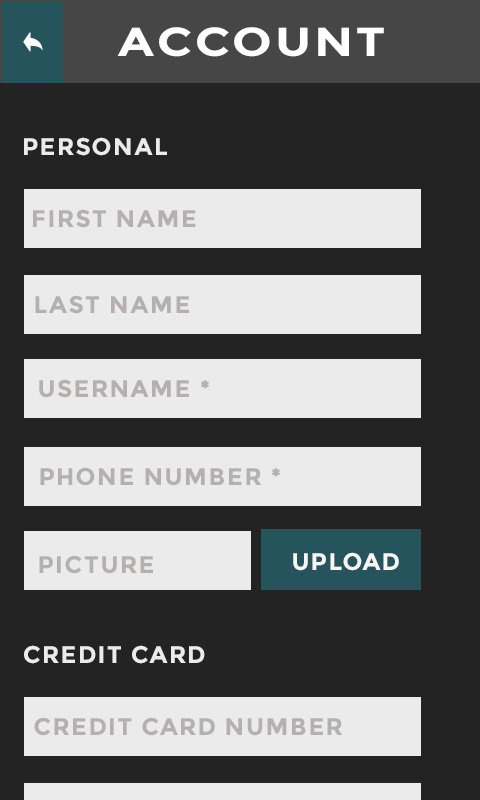 ACCOUNT
PERSONAL
FIRST NAME
LAST NAME
USERNAME *
PHONE NUMBER *
PICTURE
UPLOAD
CREDIT CARD
CREDIT CARD NUMBER